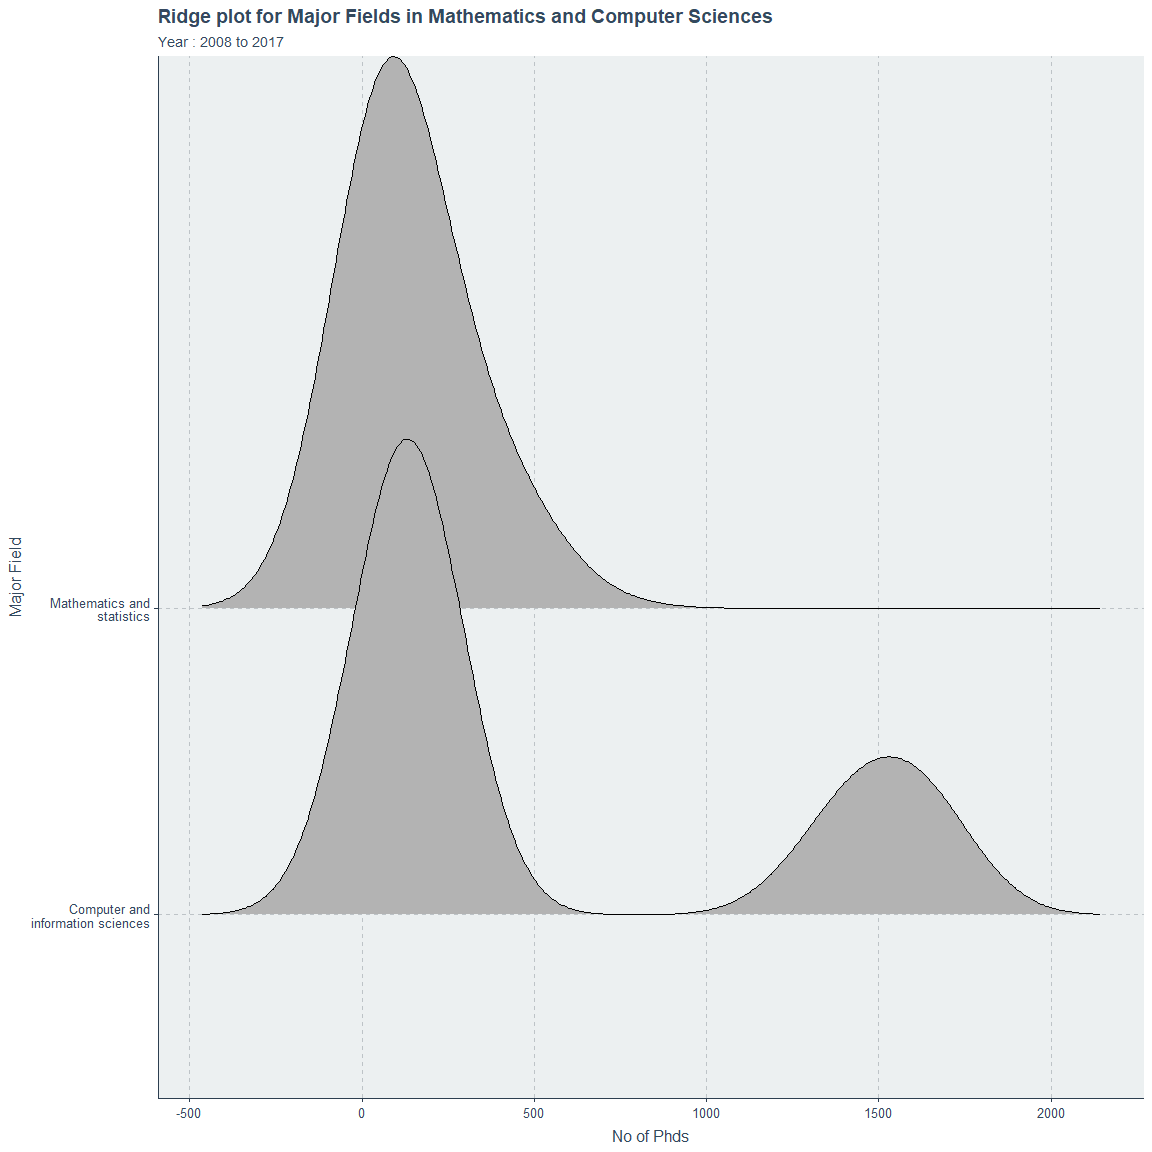 Ridge plot for Major Fields in Mathematics and Computer Sciences
Year : 2008 to 2017
Major Field
Mathematics and
statistics
Computer and
information sciences
-500 0 500 1000 1500 2000
No of Phds